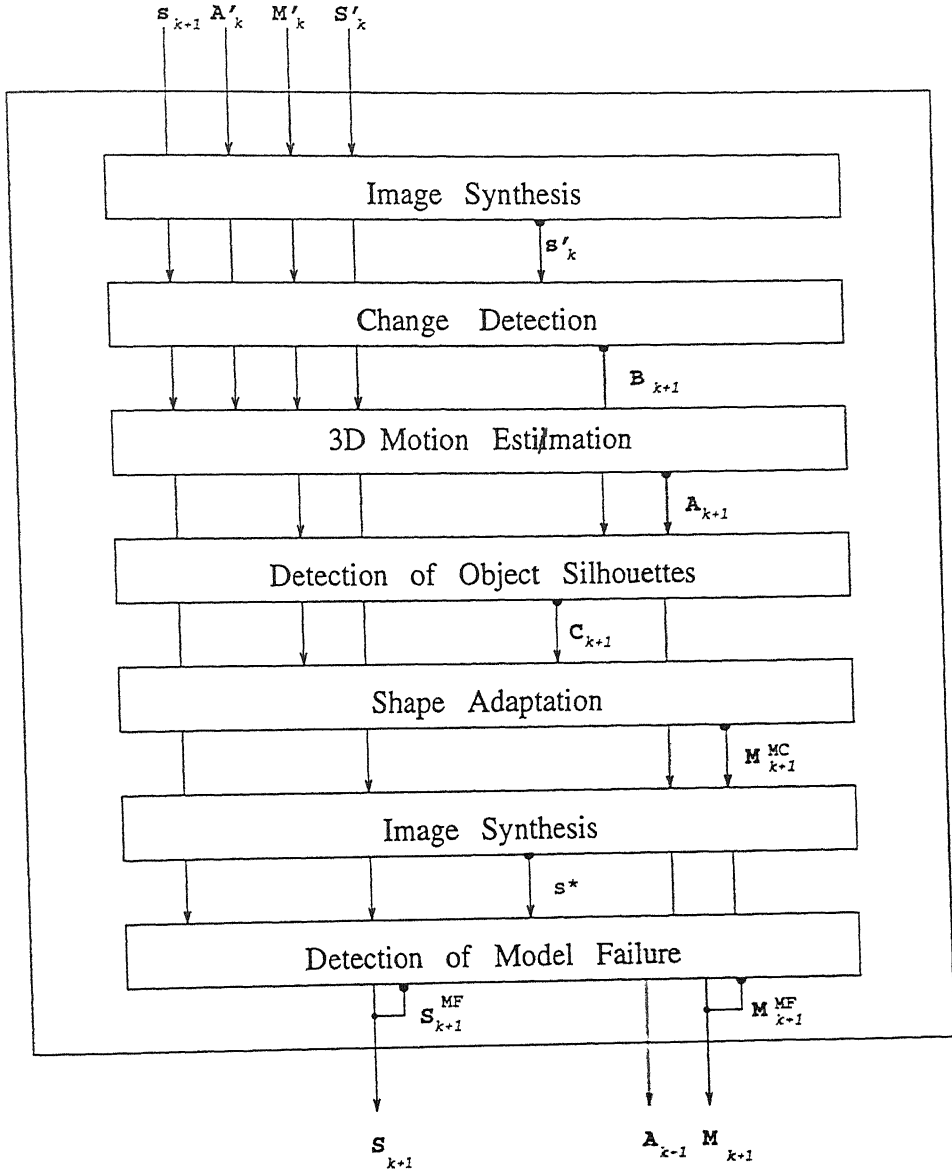 s k+1 A′k M′k S′k
Image Synthesis
s′k
Change Detection
B k+1
3D Motion Estimation
A k+1
Detection of Object Silhouettes
C k+1
Shape Adaptation
M MC k+1
Image Synthesis
s*
Detection of Model Failure
S MF k+1 M MF k+1
S k+1 A k+1 M k+1